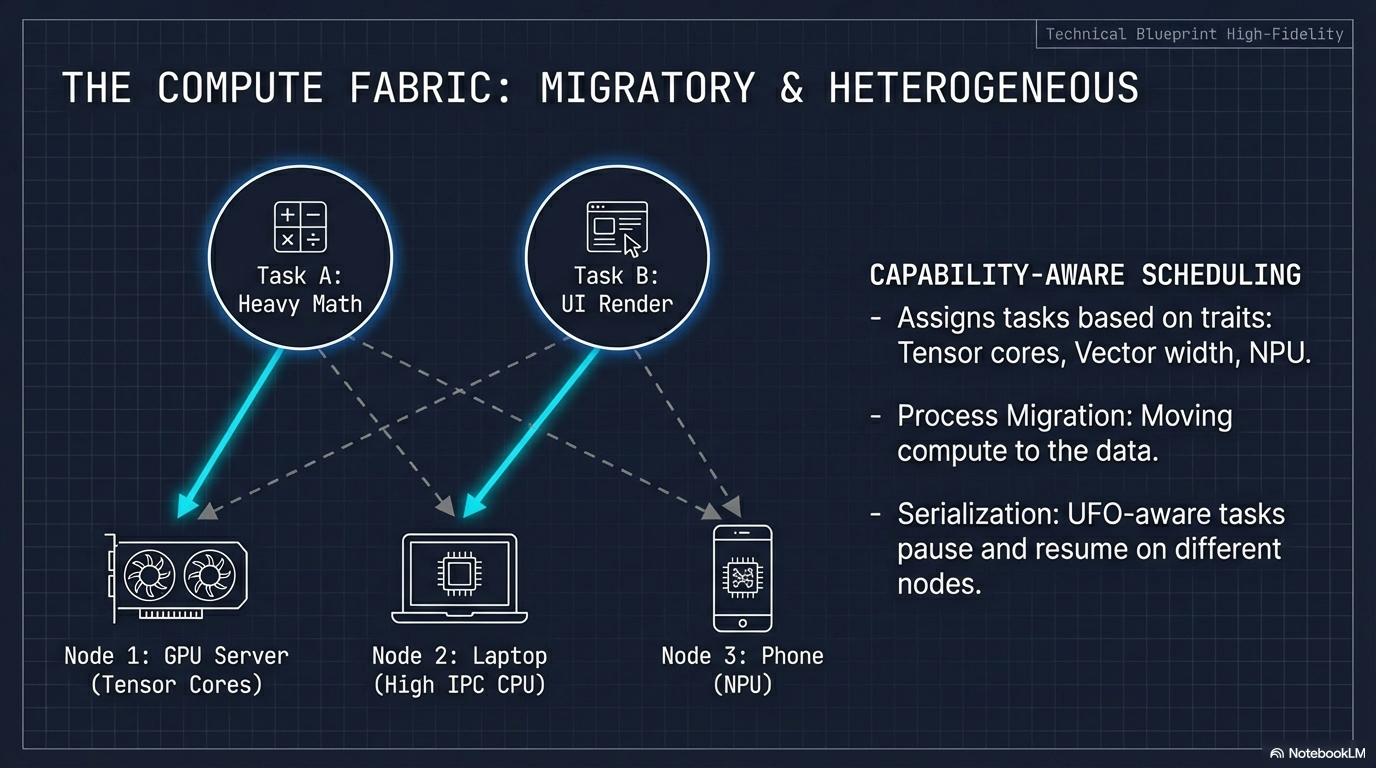 Technical Blueprint High-Fidelity
THE COMPUTE FABRIC: MIGRATORY & HETEROGENEOUS
Task A:
Heavy Math
Task B:
UI Render
CAPABILITY-AWARE SCHEDULING
- Assigns tasks based on traits:
Tensor cores, Vector width, NPU.
- Process Migration: Moving
compute to the data.
- Serialization: UFO-aware tasks
pause and resume on different
nodes.
Node 1: GPU Server
(Tensor Cores)
Node 2: Laptop
(High IPC CPU)
Node 3: Phone
(NPU)
NotebookLM